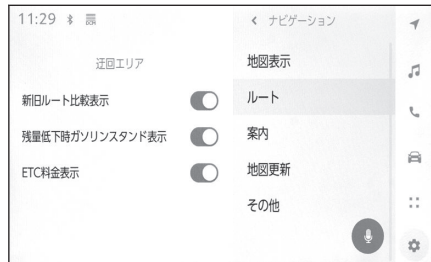 11:29
迂回エリア
新旧ルート比較表示
残量低下時ガソリンスタンド表示
ETC料金表示
ナビゲーション
地図表示
ルート
案内
地図更新
その他